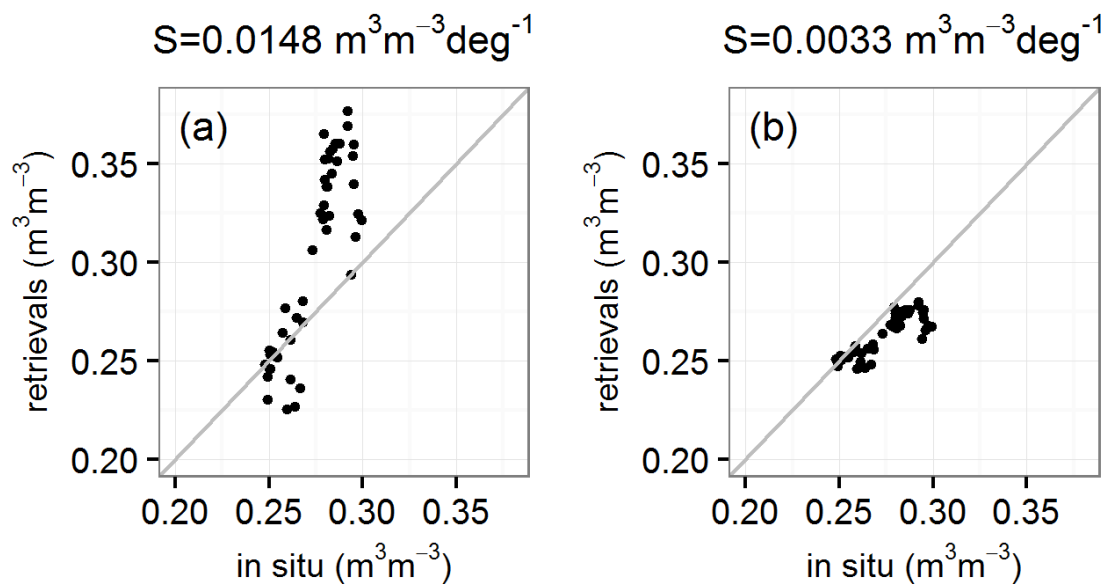 S=0.0148 m³m⁻³deg⁻¹
(a)
retrievals (m³m⁻³)
0.35
0.30
0.25
0.20
0.20 0.25 0.30 0.35
in situ (m³m⁻³)
S=0.0033 m³m⁻³deg⁻¹
(b)
retrievals (m³m⁻³)
0.35
0.30
0.25
0.20
0.20 0.25 0.30 0.35
in situ (m³m⁻³)